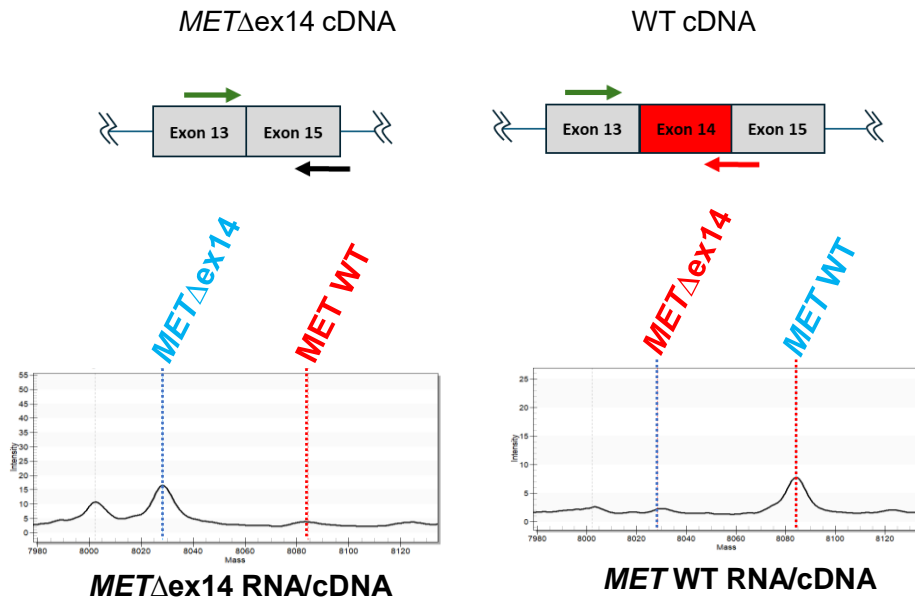 METΔex14 cDNA
WT cDNA
Exon 13
Exon 15
Exon 13
Exon 14
Exon 15
METΔex14
MET WT
METΔex14
MET WT
55
50
45
40
35
30
25
20
15
10
5
0
Intensity
7980
8000
8020
8040
8060
8080
8100
8120
Mass
25
20
15
10
5
0
Intensity
7980
8000
8020
8040
8060
8080
8100
8120
Mass
METΔex14 RNA/cDNA
MET WT RNA/cDNA